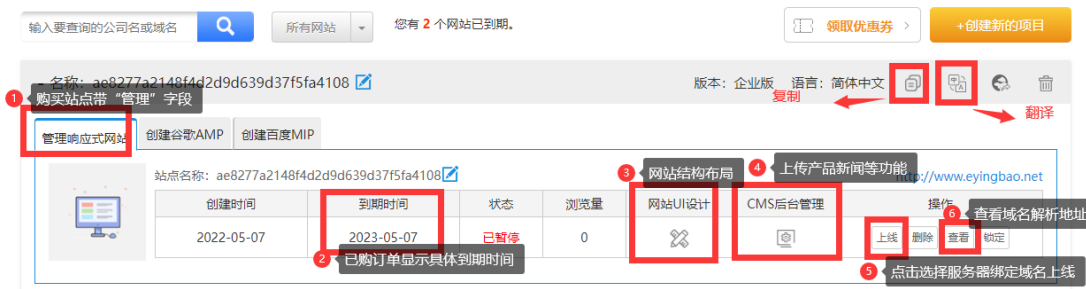 输入要查询的公司名或域名
所有网站
您有 2 个网站已到期。
领取优惠券
+创建新的项目
- 名称：ae8277a2148f4d2d9d639d37f5fa4108
版本：企业版 语言：简体中文
复制
翻译
1 购买站点带“管理”字段
管理响应式网站
创建谷歌AMP
创建百度MIP
站点名称：ae8277a2148f4d2d9d639d37f5fa4108
3 网站结构布局
4 上传产品新闻等功能
http://www.eyingbao.net
创建时间
到期时间
状态
浏览量
网站UI设计
CMS后台管理
操作
6 查看域名解析地址
2022-05-07
2023-05-07
已暂停
0
上线
删除
查看
锁定
2 已购订单显示具体到期时间
5 点击选择服务器绑定域名上线